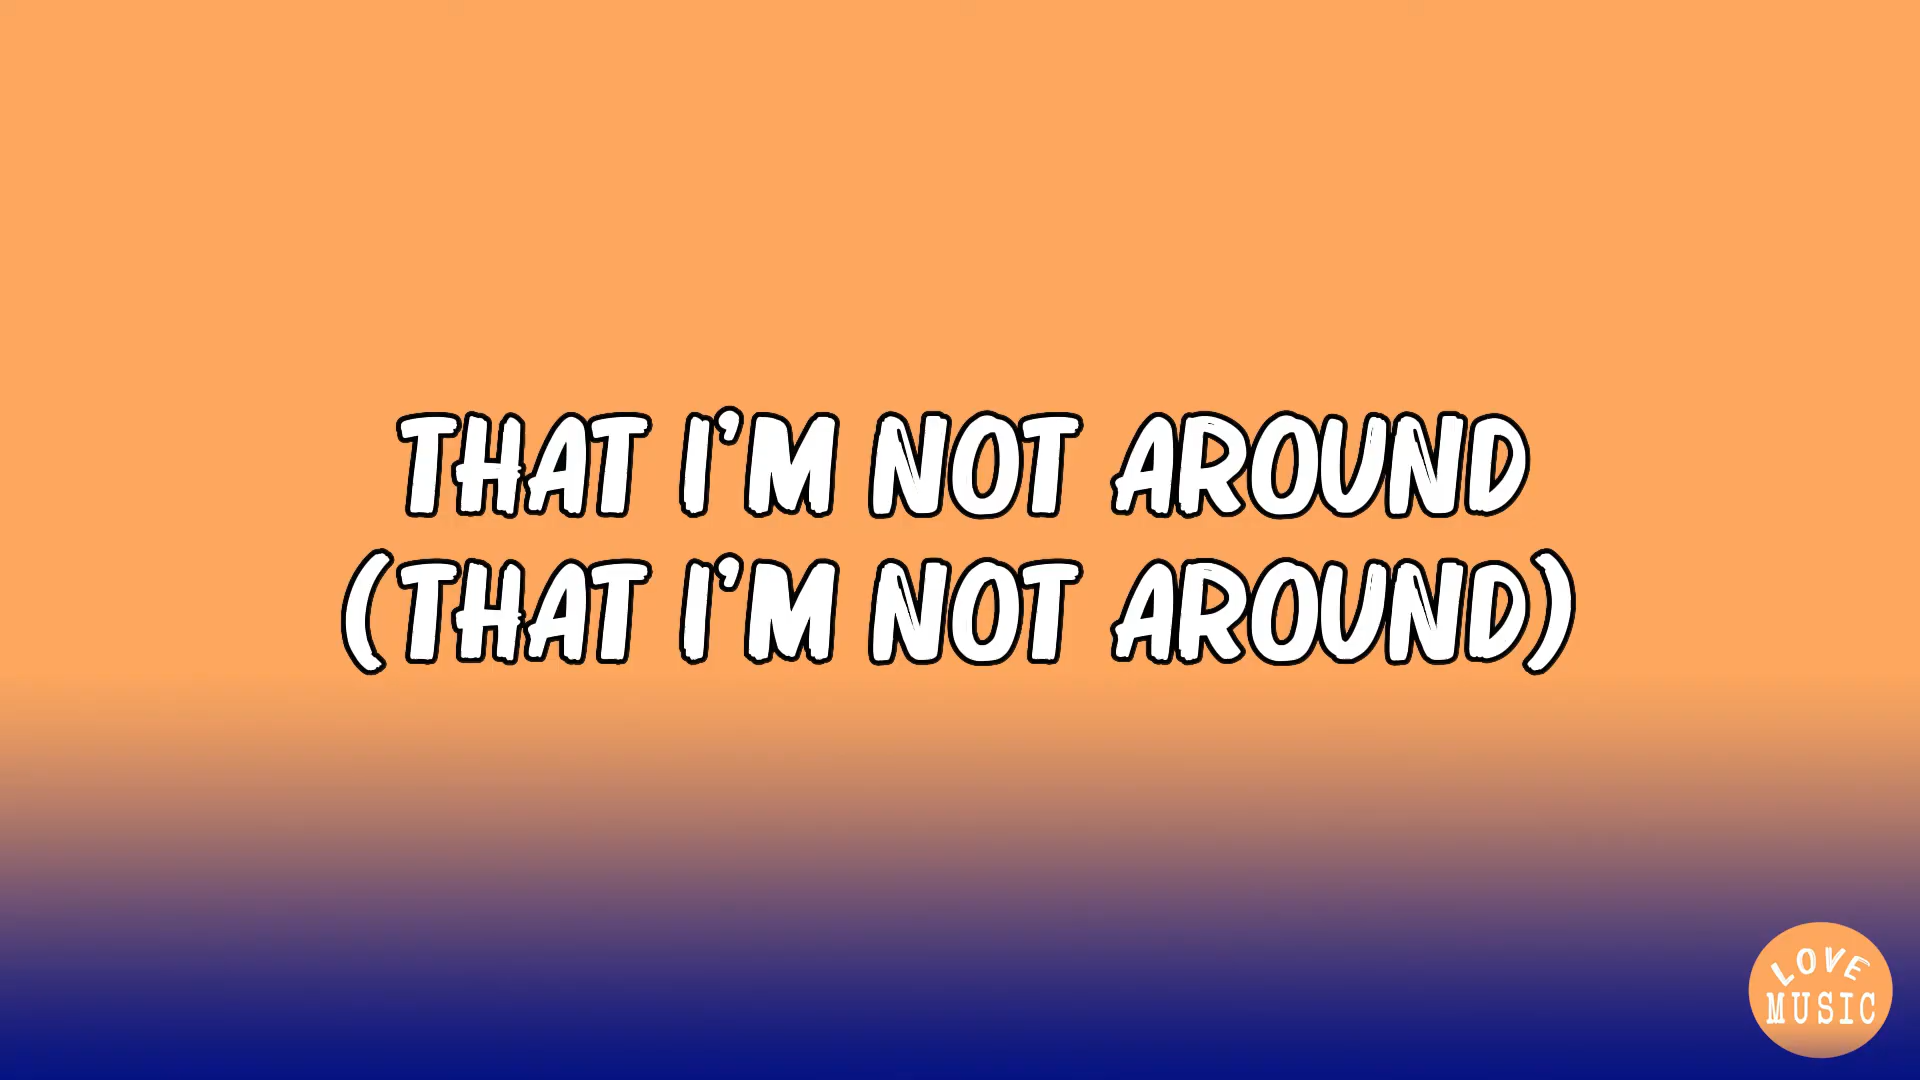 THAT I'M NOT AROUND
(THAT I'M NOT AROUND)
LOVE
MUSIC